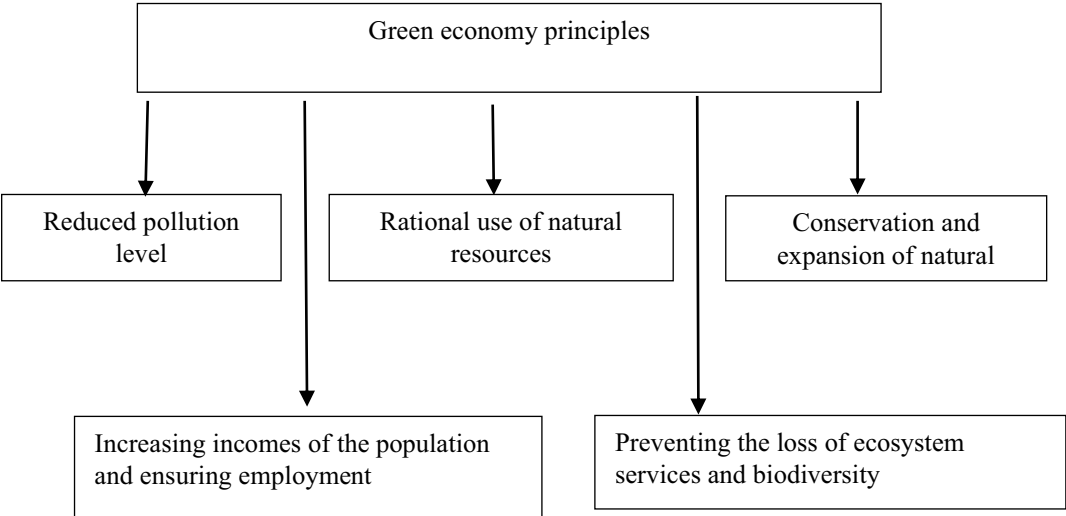 Green economy principles
Reduced pollution
level
Rational use of natural
resources
Conservation and
expansion of natural
Increasing incomes of the population
and ensuring employment
Preventing the loss of ecosystem
services and biodiversity